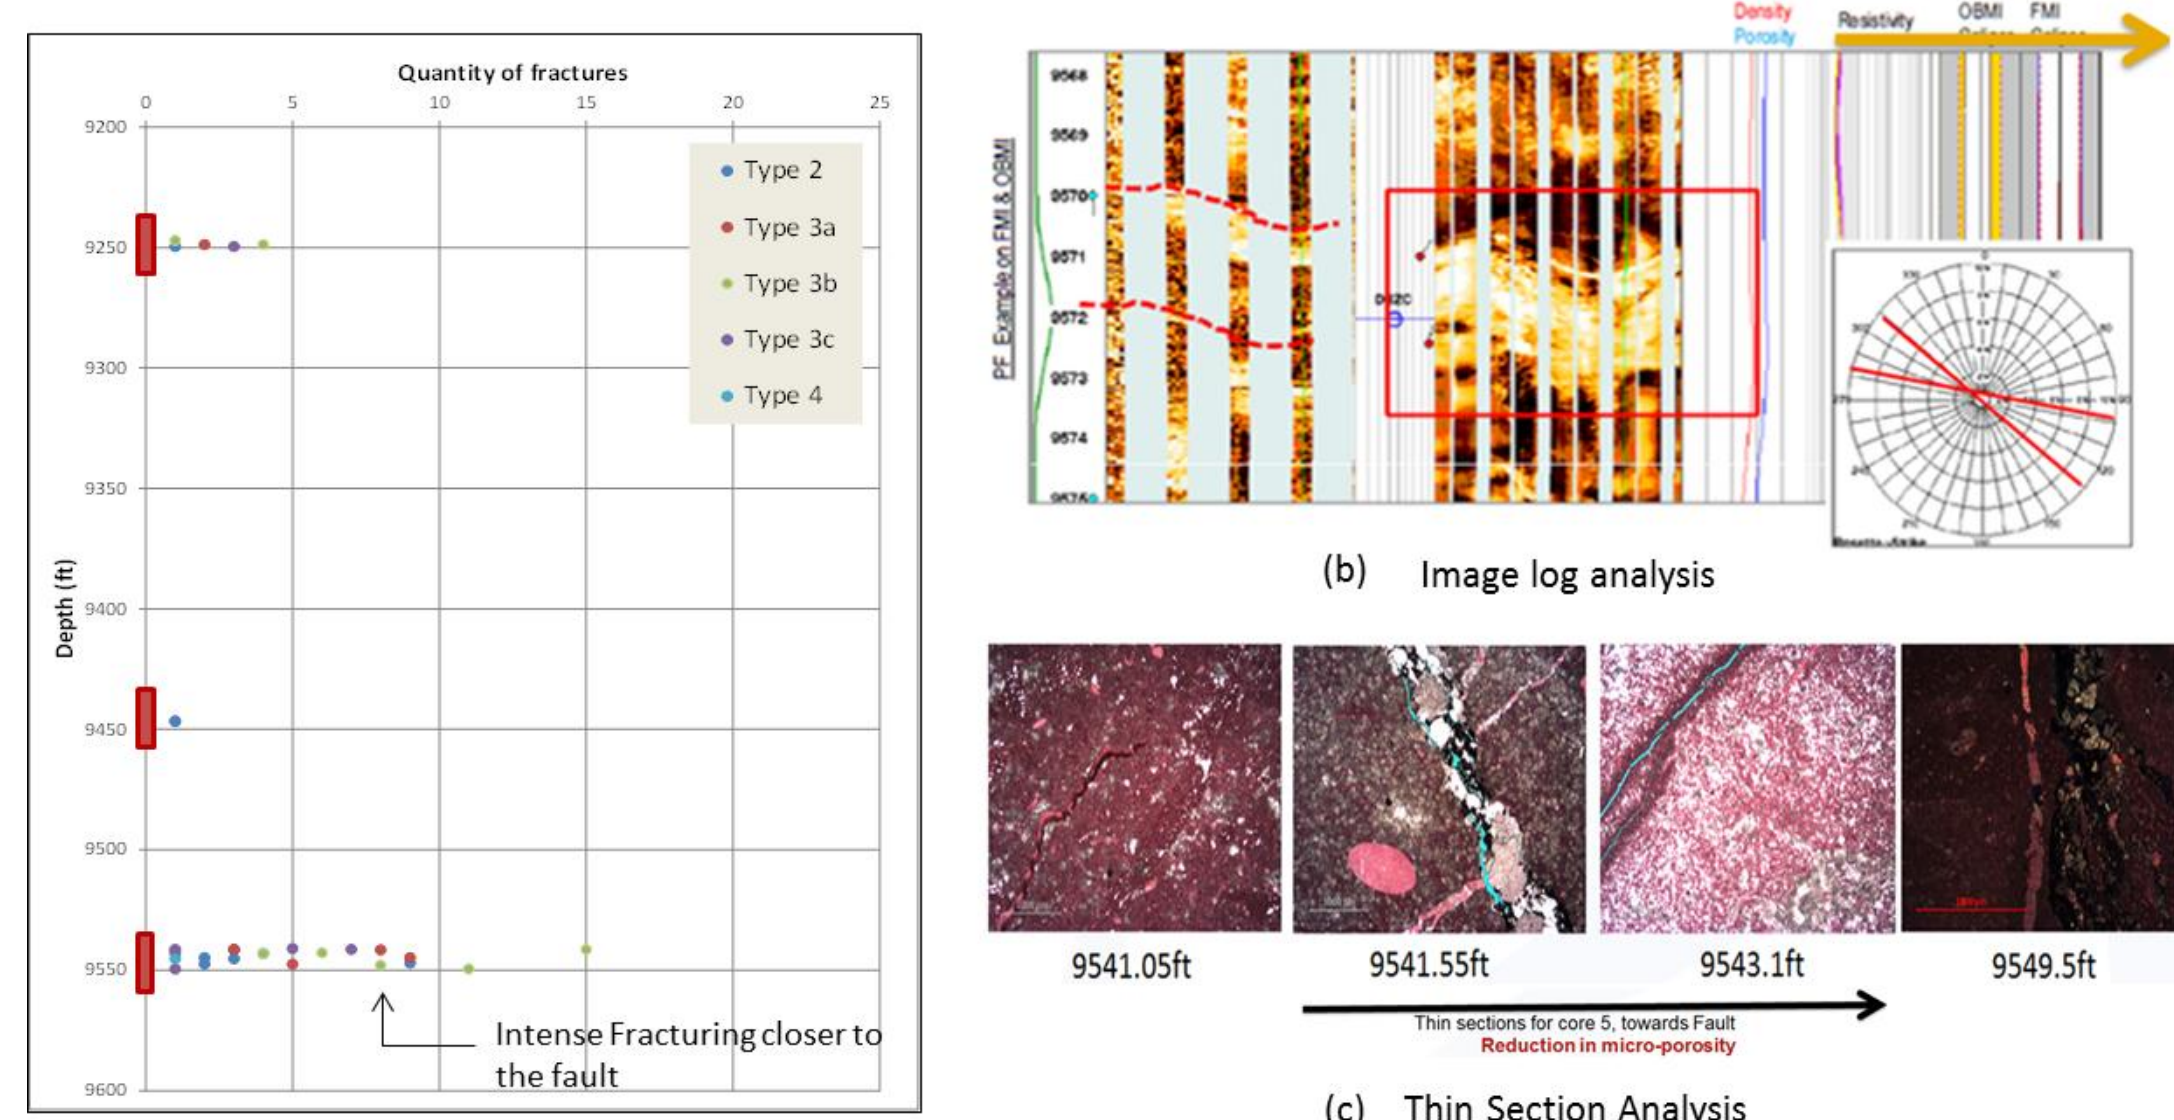 Quantity of fractures
0 5 10 15 20 25
9200
9250
9300
9350
9400
9450
9500
9550
9600
Depth (ft)
Type 2
Type 3a
Type 3b
Type 3c
Type 4
Intense Fracturing closer to
the fault
Density
Porosity
Resistivity
OBMI
FMI
PF Example on FMI & OBMI
9568
9569
9570
9571
9572
9573
9574
9575
(b) Image log analysis
9541.05ft
9541.55ft
9543.1ft
9549.5ft
Thin sections for core 5, towards Fault
Reduction in micro-porosity
(c) Thin Section Analysis